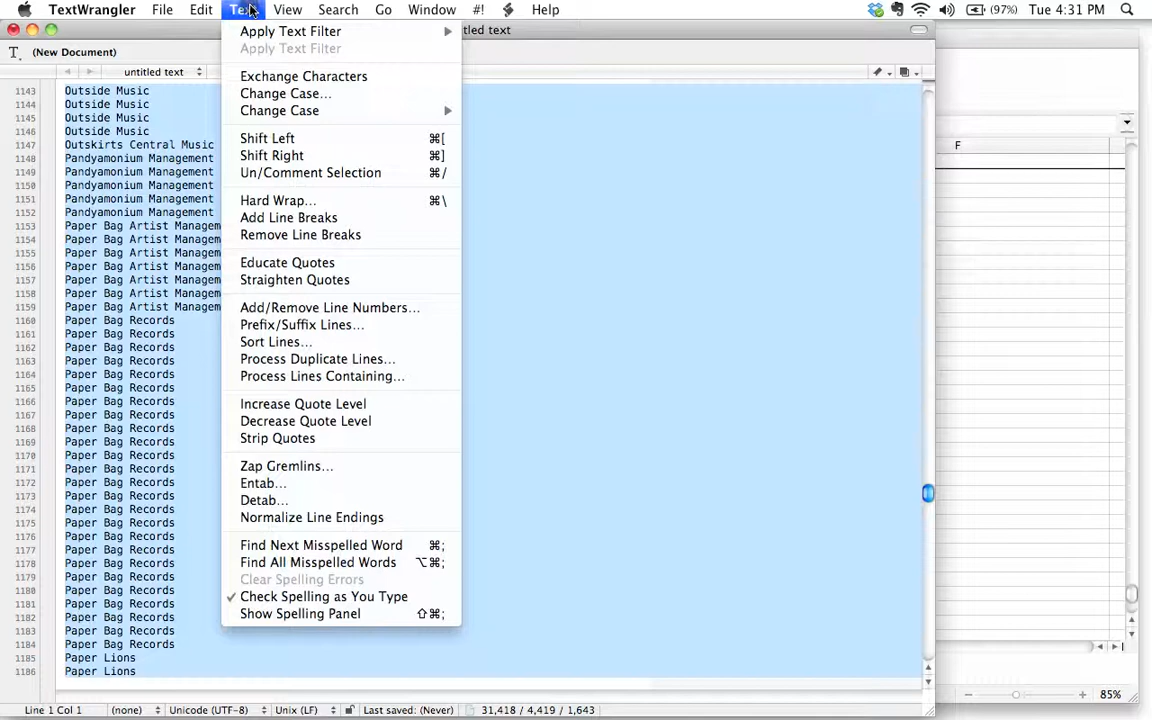 TextWrangler File Edit Text View Search Go Window #! Help (97%) Tue 4:31 PM
tled text
(New Document)
untitled text
Apply Text Filter
Apply Text Filter
Exchange Characters
Change Case...
Change Case
Shift Left ⌘[
Shift Right ⌘]
Un/Comment Selection ⌘/
Hard Wrap... ⌘\
Add Line Breaks
Remove Line Breaks
Educate Quotes
Straighten Quotes
Add/Remove Line Numbers...
Prefix/Suffix Lines...
Sort Lines...
Process Duplicate Lines...
Process Lines Containing...
Increase Quote Level
Decrease Quote Level
Strip Quotes
Zap Gremlins...
Entab...
Detab...
Normalize Line Endings
Find Next Misspelled Word ⌘;
Find All Misspelled Words ⌥⌘;
Clear Spelling Errors
✓ Check Spelling as You Type
Show Spelling Panel ⇧⌘;
1143 Outside Music
1144 Outside Music
1145 Outside Music
1146 Outside Music
1147 Outskirts Central Music
1148 Pandyamonium Management
1149 Pandyamonium Management
1150 Pandyamonium Management
1151 Pandyamonium Management
1152 Pandyamonium Management
1153 Paper Bag Artist Managem
1154 Paper Bag Artist Managem
1155 Paper Bag Artist Managem
1156 Paper Bag Artist Managem
1157 Paper Bag Artist Managem
1158 Paper Bag Artist Managem
1159 Paper Bag Artist Managem
1160 Paper Bag Records
1161 Paper Bag Records
1162 Paper Bag Records
1163 Paper Bag Records
1164 Paper Bag Records
1165 Paper Bag Records
1166 Paper Bag Records
1167 Paper Bag Records
1168 Paper Bag Records
1169 Paper Bag Records
1170 Paper Bag Records
1171 Paper Bag Records
1172 Paper Bag Records
1173 Paper Bag Records
1174 Paper Bag Records
1175 Paper Bag Records
1176 Paper Bag Records
1177 Paper Bag Records
1178 Paper Bag Records
1179 Paper Bag Records
1180 Paper Bag Records
1181 Paper Bag Records
1182 Paper Bag Records
1183 Paper Bag Records
1184 Paper Bag Records
1185 Paper Lions
1186 Paper Lions
F
85%
Line 1 Col 1 (none) Unicode (UTF-8) Unix (LF) Last saved: (Never) 31,418 / 4,419 / 1,643